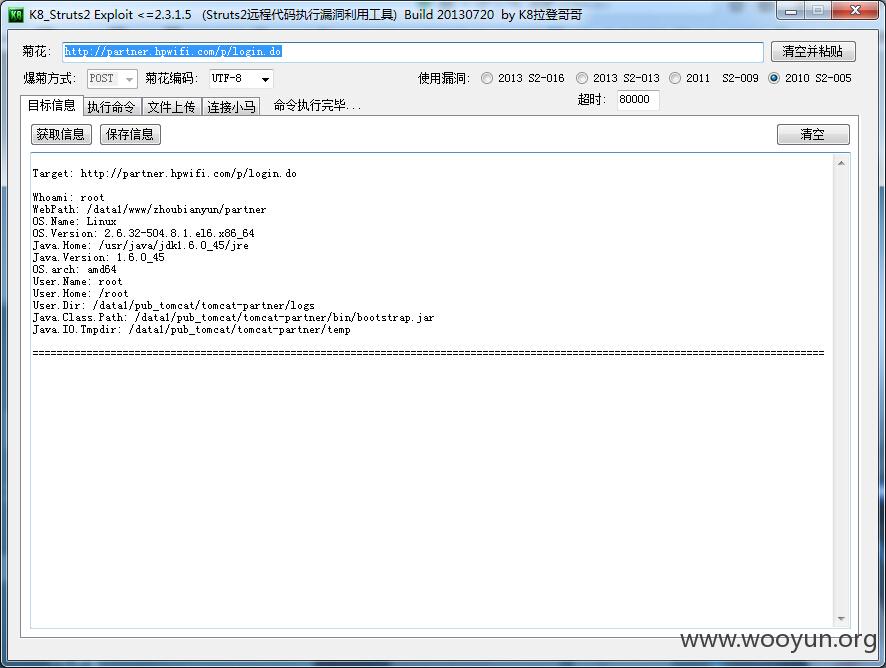 K8_Struts2 Exploit <=2.3.1.5 (Struts2远程代码执行漏洞利用工具) Build 20130720 by K8拉登哥哥
菊花: http://partner.hpwifi.com/p/login.do 清空并粘贴
爆菊方式: POST 菊花编码: UTF-8 使用漏洞: 2013 S2-016 2013 S2-013 2011 S2-009 2010 S2-005
目标信息 执行命令 文件上传 连接小马 命令执行完毕... 超时: 80000
获取信息 保存信息 清空
Target: http://partner.hpwifi.com/p/login.do
Whoami: root
WebPath: /data1/www/zhoubianyun/partner
OS.Name: Linux
OS.Version: 2.6.32-504.8.1.el6.x86_64
Java.Home: /usr/java/jdk1.6.0_45/jre
Java.Version: 1.6.0_45
OS.arch: amd64
User.Name: root
User.Home: /root
User.Dir: /data1/pub_tomcat/tomcat-partner/logs
Java.Class.Path: /data1/pub_tomcat/tomcat-partner/bin/bootstrap.jar
Java.IO.Tmpdir: /data1/pub_tomcat/tomcat-partner/temp
====================================================================================================================================
www.wooyun.org